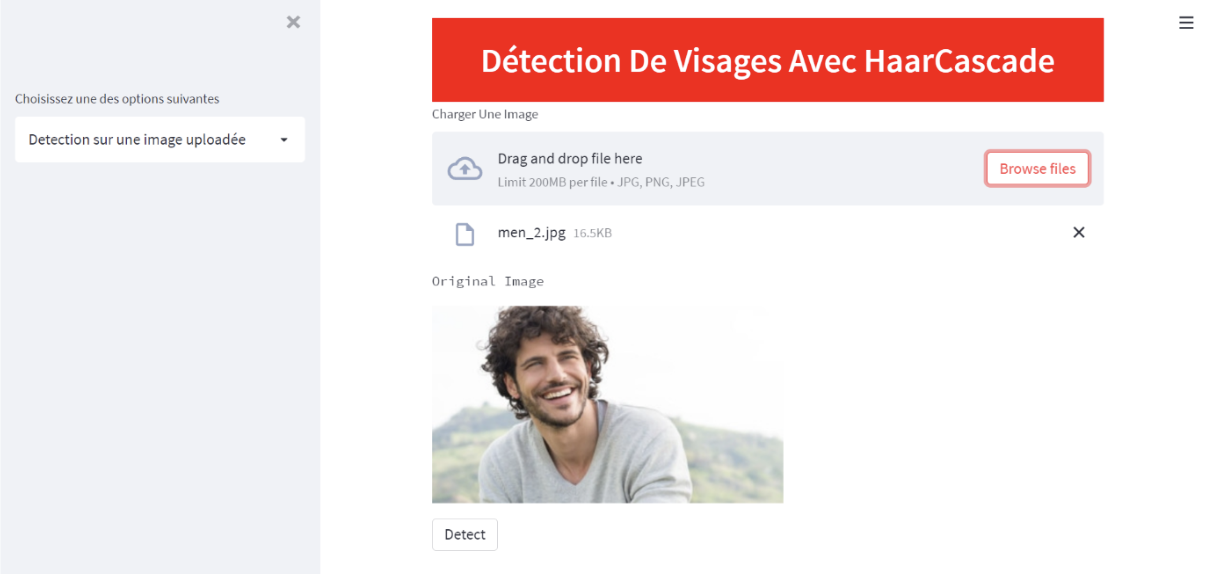 Choisissez une des options suivantes
Detection sur une image uploadée
Détection De Visages Avec HaarCascade
Charger Une Image
Drag and drop file here
Limit 200MB per file • JPG, PNG, JPEG
Browse files
men_2.jpg 16.5KB
Original Image
Detect